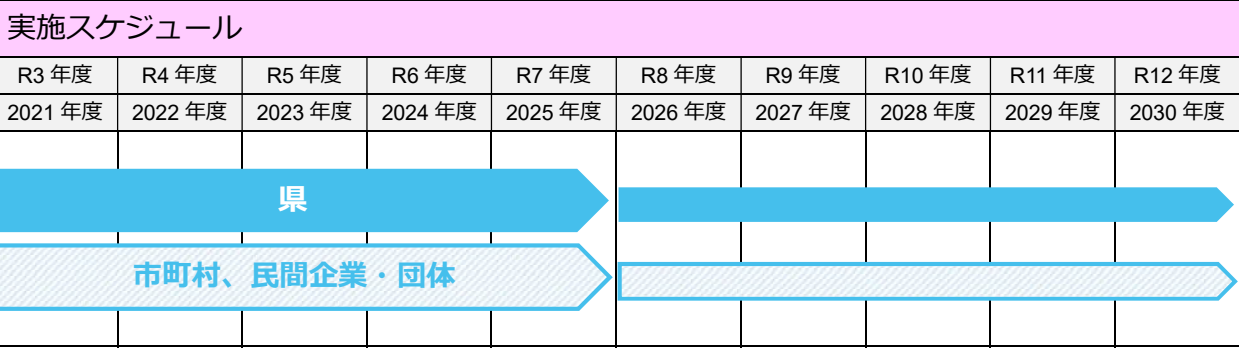 実施スケジュール
R3 年度 R4 年度 R5 年度 R6 年度 R7 年度 R8 年度 R9 年度 R10 年度 R11 年度 R12 年度
2021 年度 2022 年度 2023 年度 2024 年度 2025 年度 2026 年度 2027 年度 2028 年度 2029 年度 2030 年度
県
市町村、民間企業・団体